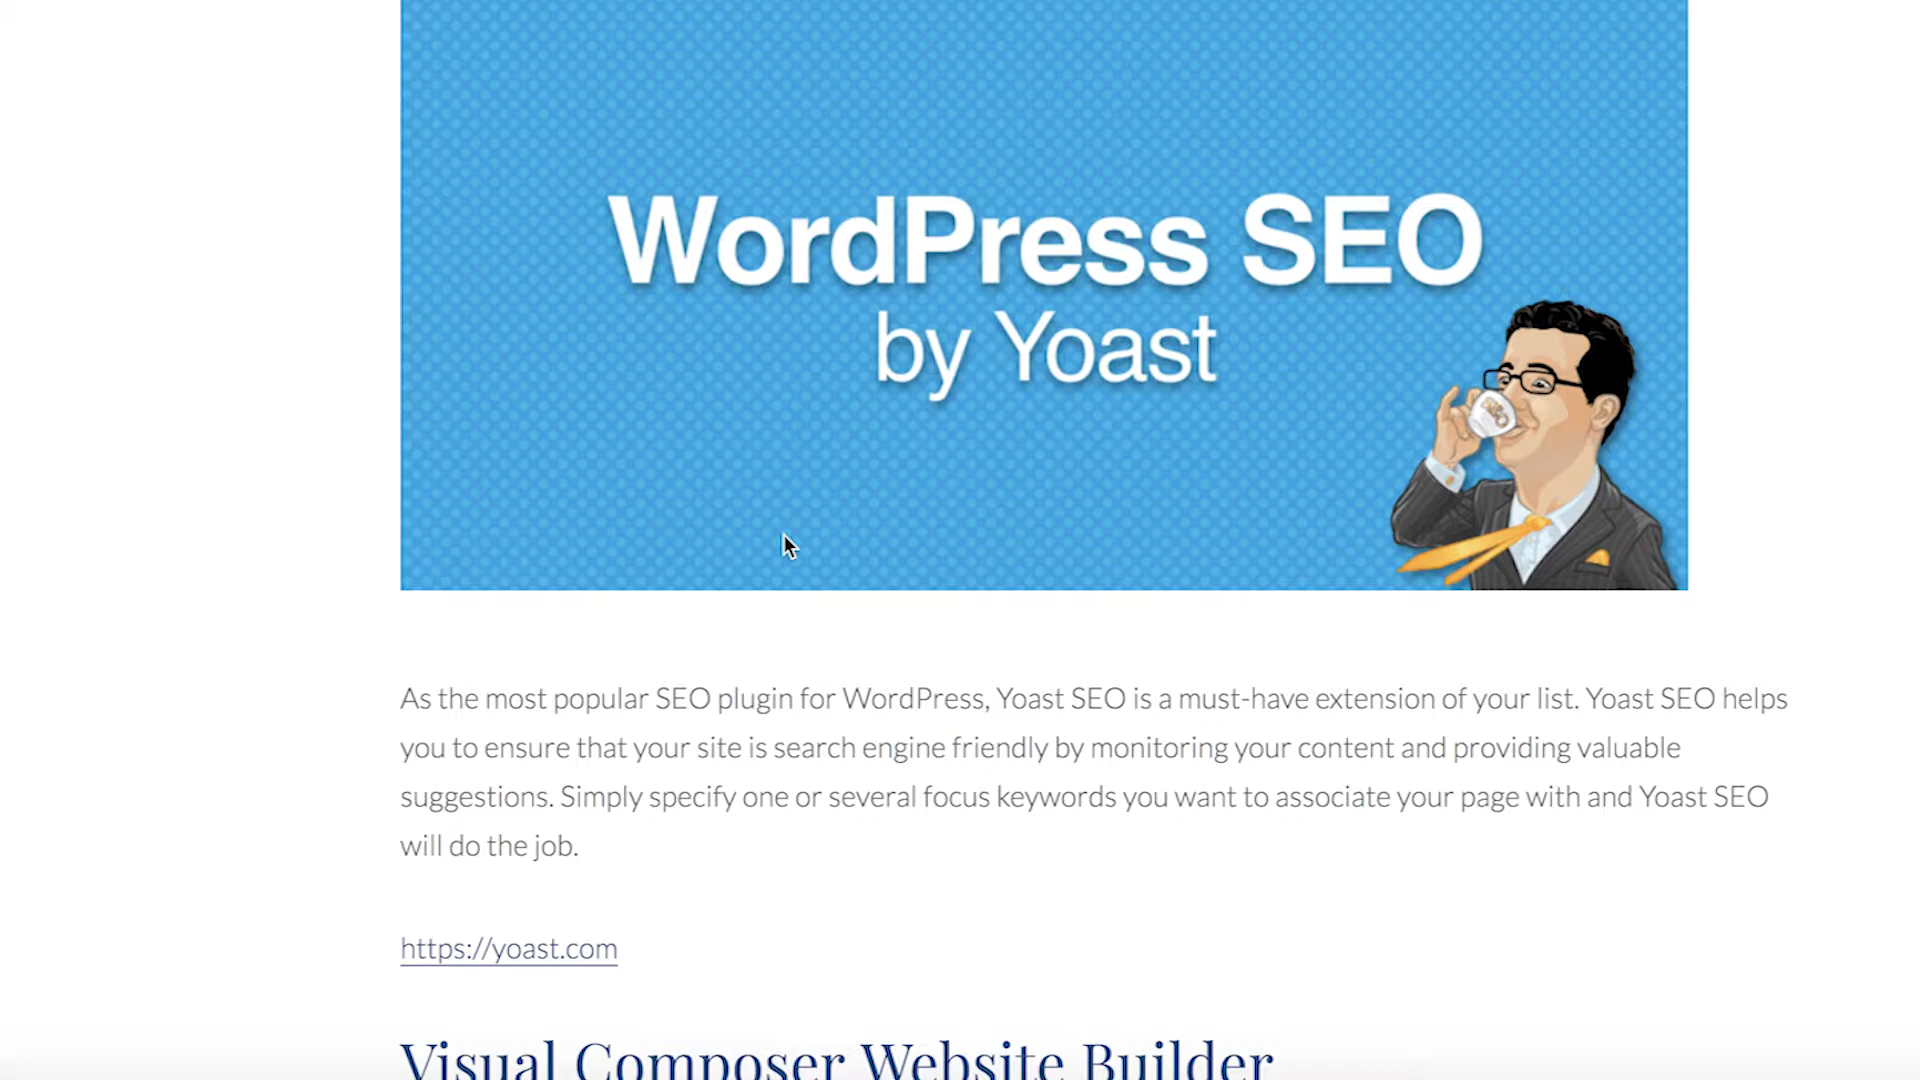 WordPress SEO
by Yoast
SEO
As the most popular SEO plugin for WordPress, Yoast SEO is a must-have extension of your list. Yoast SEO helps
you to ensure that your site is search engine friendly by monitoring your content and providing valuable
suggestions. Simply specify one or several focus keywords you want to associate your page with and Yoast SEO
will do the job.
https://yoast.com
Visual Composer Website Builder